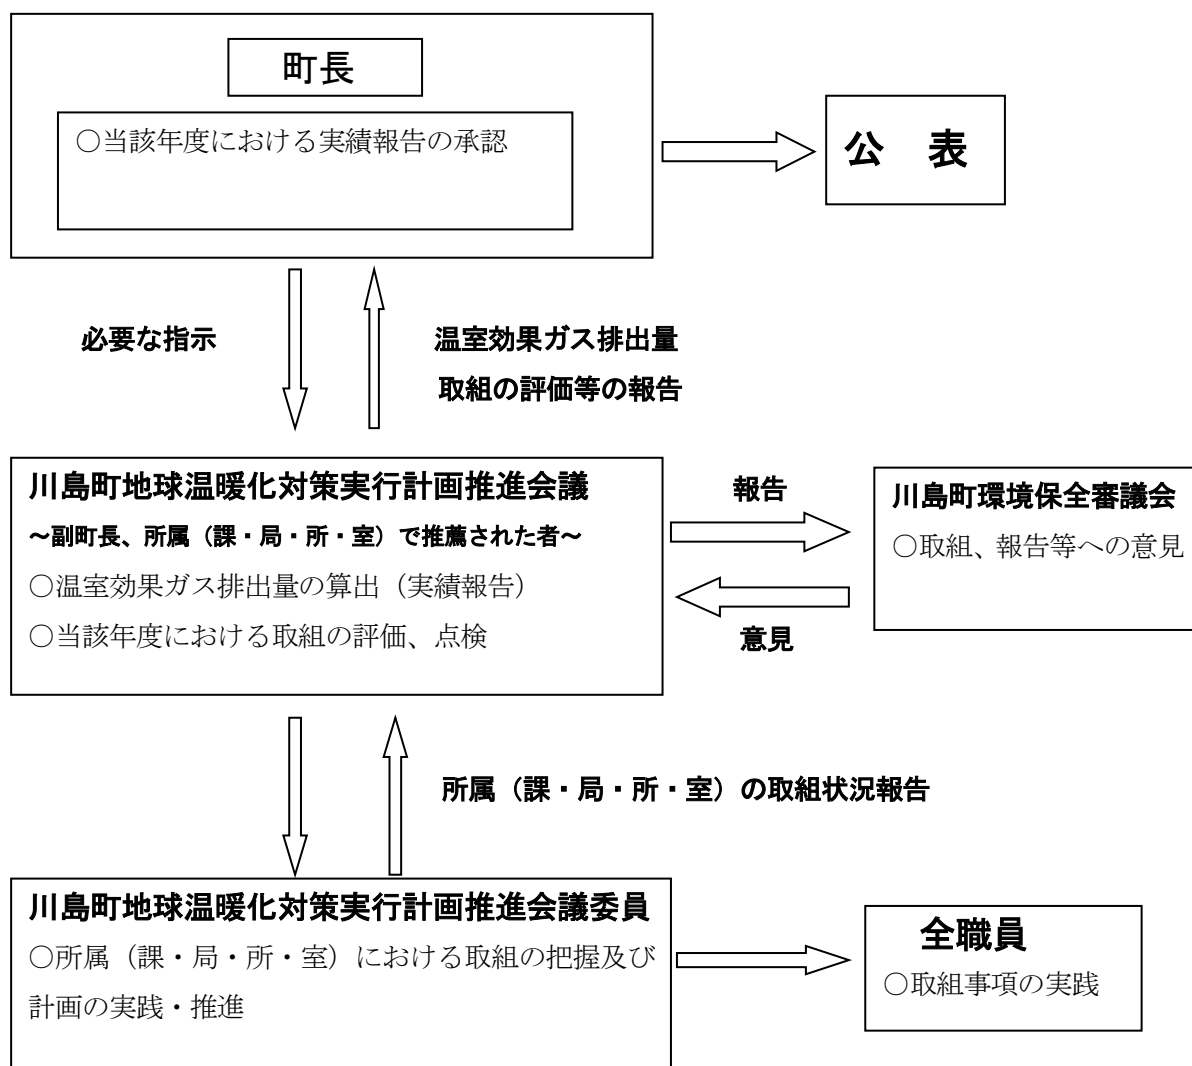 町長
〇当該年度における実績報告の承認
公　表
必要な指示
温室効果ガス排出量
取組の評価等の報告
川島町地球温暖化対策実行計画推進会議
～副町長、所属（課・局・所・室）で推薦された者～
〇温室効果ガス排出量の算出（実績報告）
〇当該年度における取組の評価、点検
報告
意見
川島町環境保全審議会
〇取組、報告等への意見
所属（課・局・所・室）の取組状況報告
川島町地球温暖化対策実行計画推進会議委員
〇所属（課・局・所・室）における取組の把握及び
計画の実践・推進
全職員
〇取組事項の実践